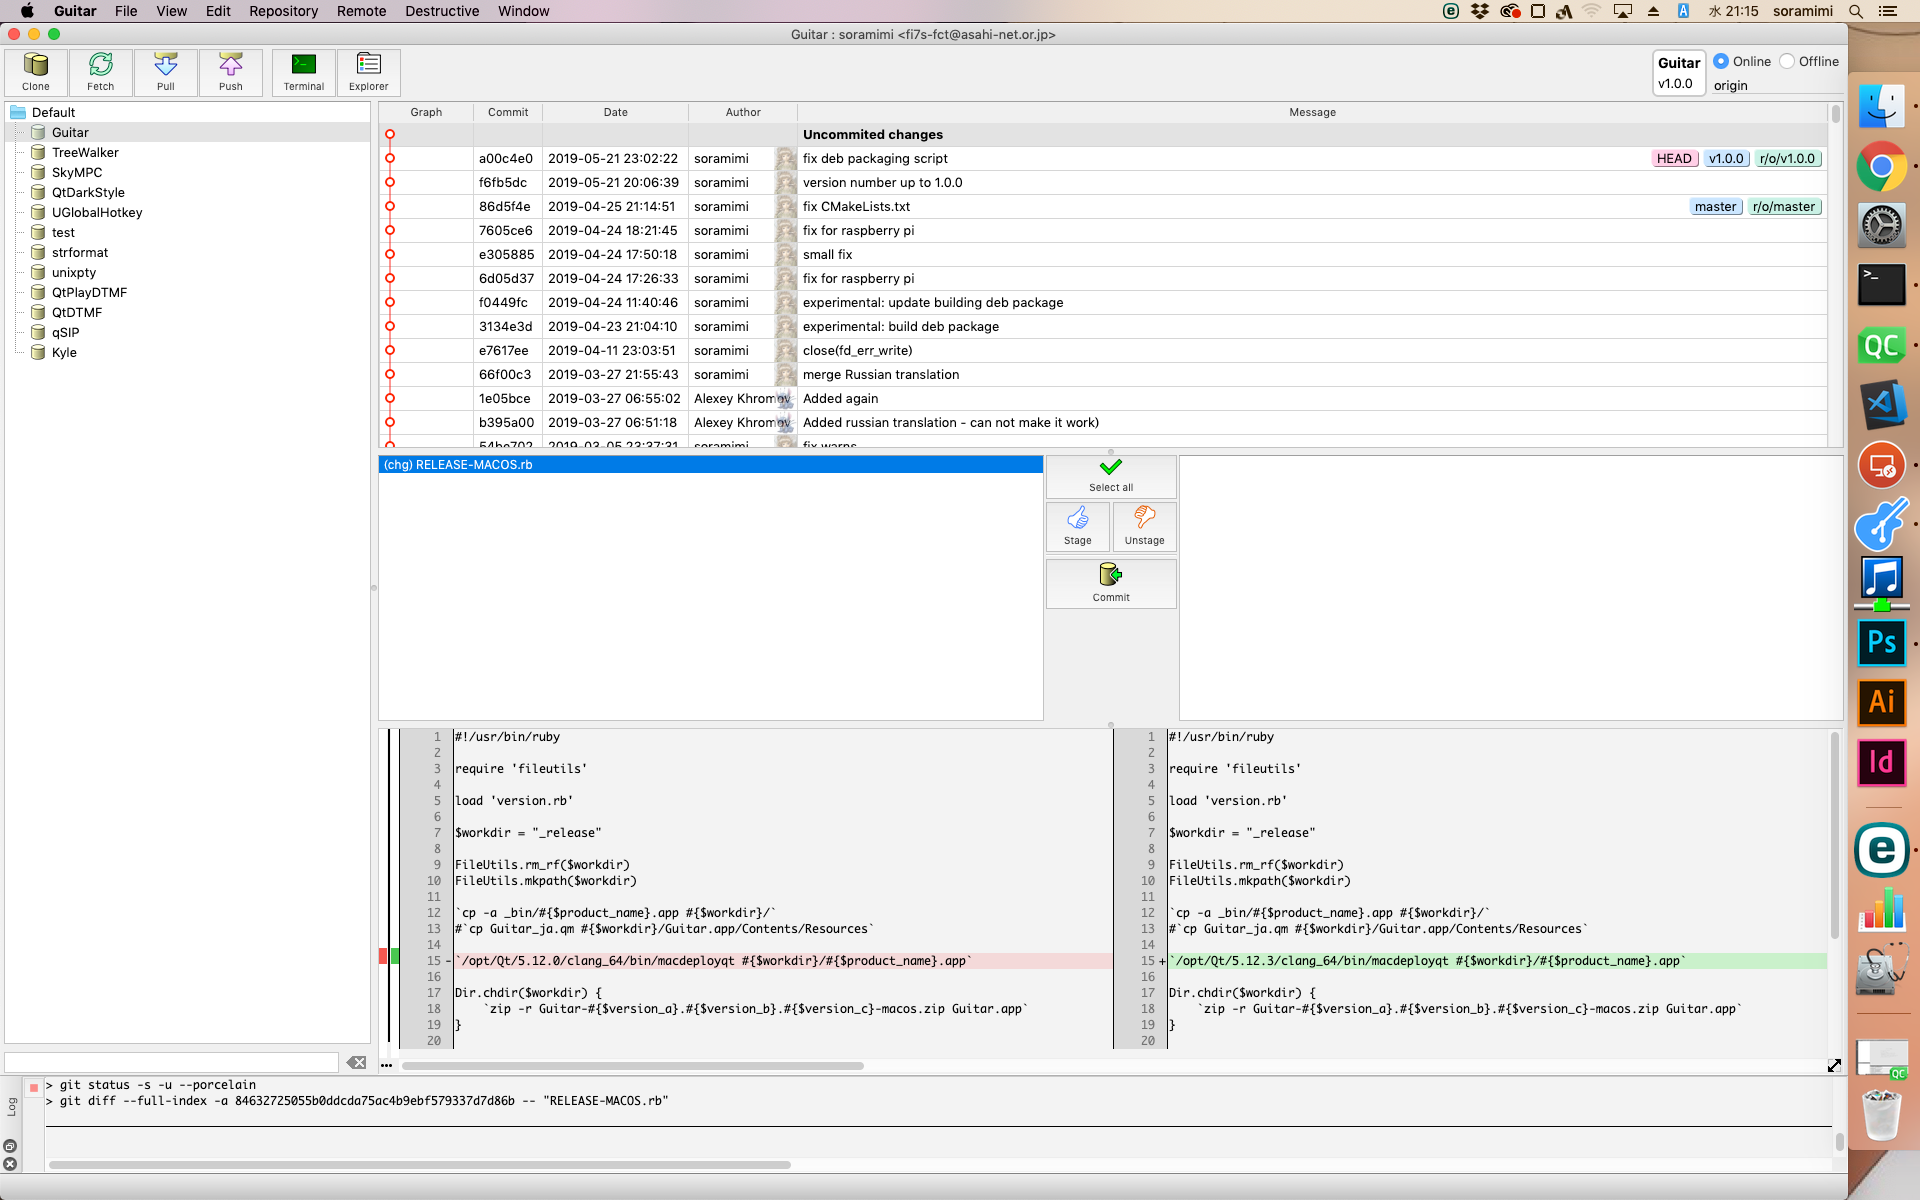 Guitar File View Edit Repository Remote Destructive Window
水 21:15 soramimi
Guitar : soramimi <fi7s-fct@asahi-net.or.jp>
Clone Fetch Pull Push Terminal Explorer
Guitar
v1.0.0
Online Offline
origin
Default
Guitar
TreeWalker
SkyMPC
QtDarkStyle
UGlobalHotkey
test
strformat
unixpty
QtPlayDTMF
QtDTMF
qSIP
Kyle
Graph Commit Date Author Message
Uncommited changes
a00c4e0 2019-05-21 23:02:22 soramimi fix deb packaging script HEAD v1.0.0 r/o/v1.0.0
f6fb5dc 2019-05-21 20:06:39 soramimi version number up to 1.0.0
86d5f4e 2019-04-25 21:14:51 soramimi fix CMakeLists.txt master r/o/master
7605ce6 2019-04-24 18:21:45 soramimi fix for raspberry pi
e305885 2019-04-24 17:50:18 soramimi small fix
6d05d37 2019-04-24 17:26:33 soramimi fix for raspberry pi
f0449fc 2019-04-24 11:40:46 soramimi experimental: update building deb package
3134e3d 2019-04-23 21:04:10 soramimi experimental: build deb package
e7617ee 2019-04-11 23:03:51 soramimi close(fd_err_write)
66f00c3 2019-03-27 21:55:43 soramimi merge Russian translation
1e05bce 2019-03-27 06:55:02 Alexey Khromov Added again
b395a00 2019-03-27 06:51:18 Alexey Khromov Added russian translation - can not make it work)
54be702 2019-03-05 23:37:31 soramimi fix warns
(chg) RELEASE-MACOS.rb
Select all
Stage Unstage
Commit
1 #!/usr/bin/ruby
2
3 require 'fileutils'
4
5 load 'version.rb'
6
7 $workdir = "_release"
8
9 FileUtils.rm_rf($workdir)
10 FileUtils.mkpath($workdir)
11
12 `cp -a _bin/#{$product_name}.app #{$workdir}/`
13 #`cp Guitar_ja.qm #{$workdir}/Guitar.app/Contents/Resources`
14
15 - `/opt/Qt/5.12.0/clang_64/bin/macdeployqt #{$workdir}/#{$product_name}.app`
16
17 Dir.chdir($workdir) {
18 `zip -r Guitar-#{$version_a}.#{$version_b}.#{$version_c}-macos.zip Guitar.app`
19 }
20
1 #!/usr/bin/ruby
2
3 require 'fileutils'
4
5 load 'version.rb'
6
7 $workdir = "_release"
8
9 FileUtils.rm_rf($workdir)
10 FileUtils.mkpath($workdir)
11
12 `cp -a _bin/#{$product_name}.app #{$workdir}/`
13 #`cp Guitar_ja.qm #{$workdir}/Guitar.app/Contents/Resources`
14
15 + `/opt/Qt/5.12.3/clang_64/bin/macdeployqt #{$workdir}/#{$product_name}.app`
16
17 Dir.chdir($workdir) {
18 `zip -r Guitar-#{$version_a}.#{$version_b}.#{$version_c}-macos.zip Guitar.app`
19 }
20
Log
> git status -s -u --porcelain
> git diff --full-index -a 84632725055b0ddcda75ac4b9ebf579337d7d86b -- "RELEASE-MACOS.rb"
>_
QC
Ps
Ai
Id
e
QC